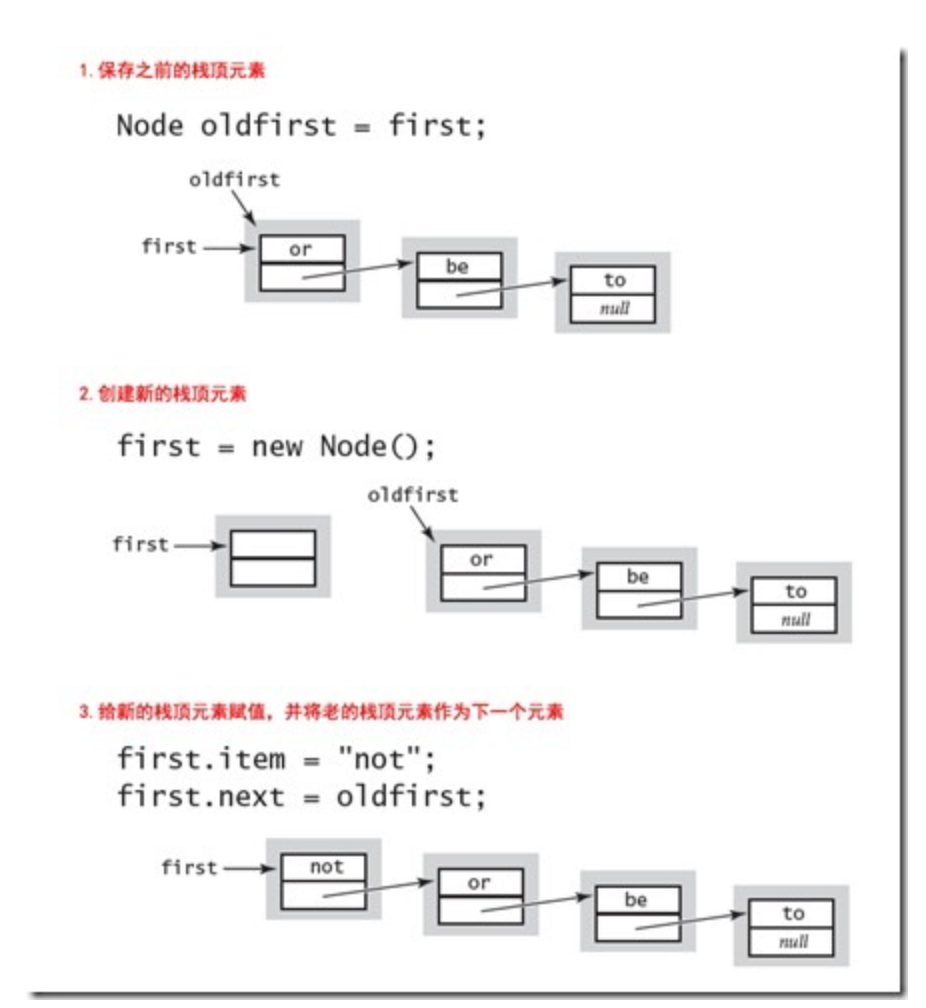 1. 保存之前的栈顶元素
Node oldfirst = first;
oldfirst
first
or
be
to
null
2. 创建新的栈顶元素
first = new Node();
oldfirst
first
or
be
to
null
3. 给新的栈顶元素赋值，并将老的栈顶元素作为下一个元素
first.item = "not";
first.next = oldfirst;
first
not
or
be
to
null